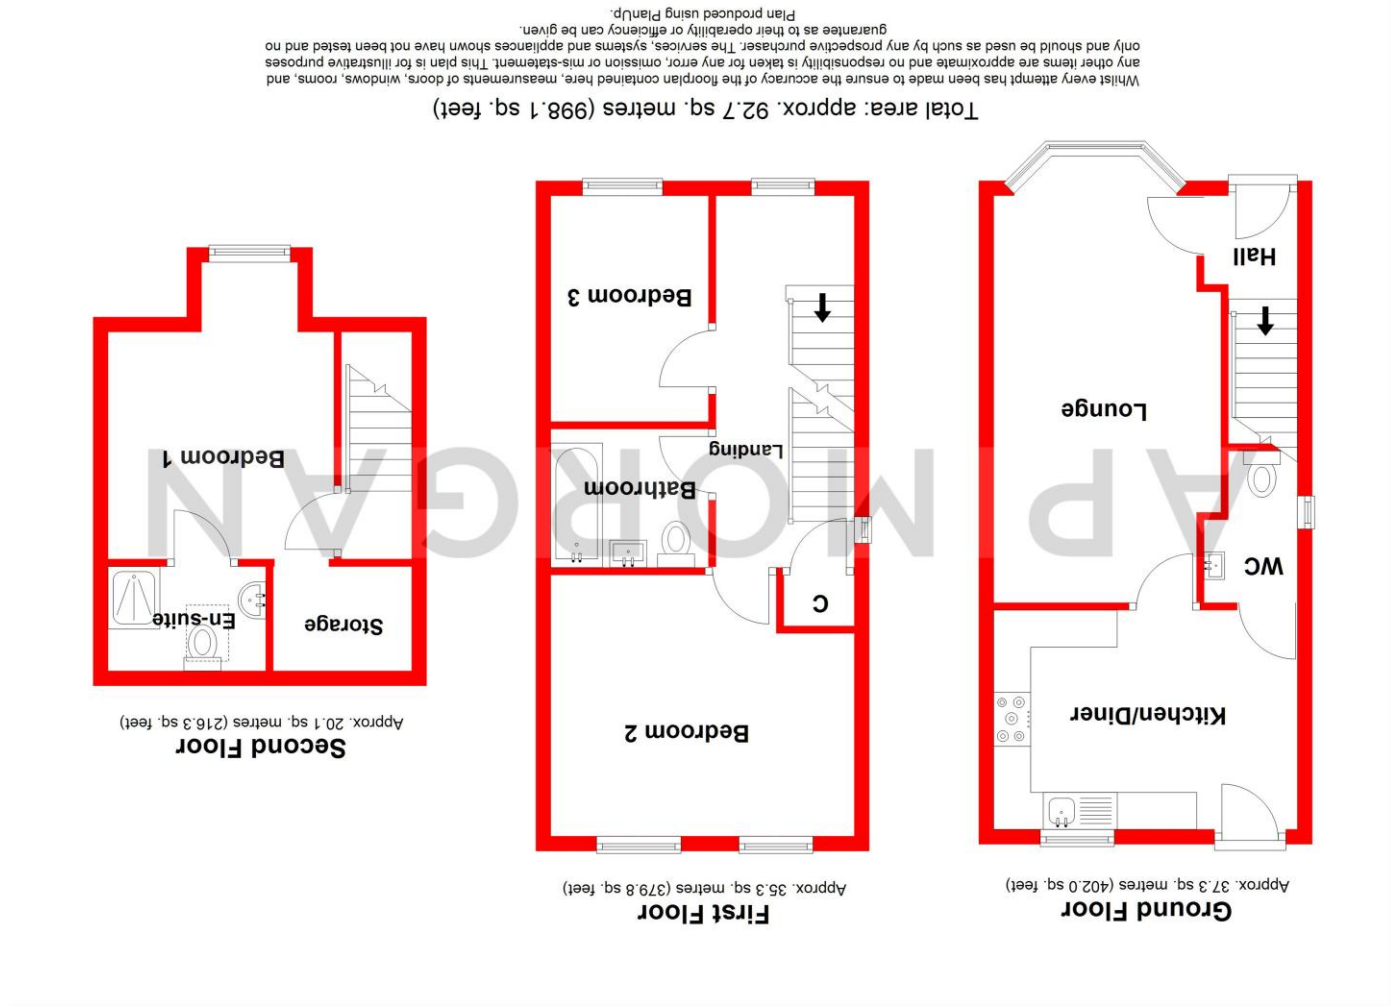 Ground Floor
Approx. 37.3 sq. metres (402.0 sq. feet)
Kitchen/Diner
WC
Lounge
Hall
First Floor
Approx. 35.3 sq. metres (379.8 sq. feet)
Bedroom 2
C
Bathroom
Landing
Bedroom 3
Second Floor
Approx. 20.1 sq. metres (216.3 sq. feet)
Storage
En-suite
Bedroom 1
AP MORGAN
Total area: approx. 92.7 sq. metres (998.1 sq. feet)
Whilst every attempt has been made to ensure the accuracy of the floorplan contained here, measurements of doors, windows, rooms, and
any other items are approximate and no responsibility is taken for any error, omission or mis-statement. This plan is for illustrative purposes
only and should be used as such by any prospective purchaser. The services, systems and appliances shown have not been tested and no
guarantee as to their operability or efficiency can be given.
Plan produced using PlanUp.